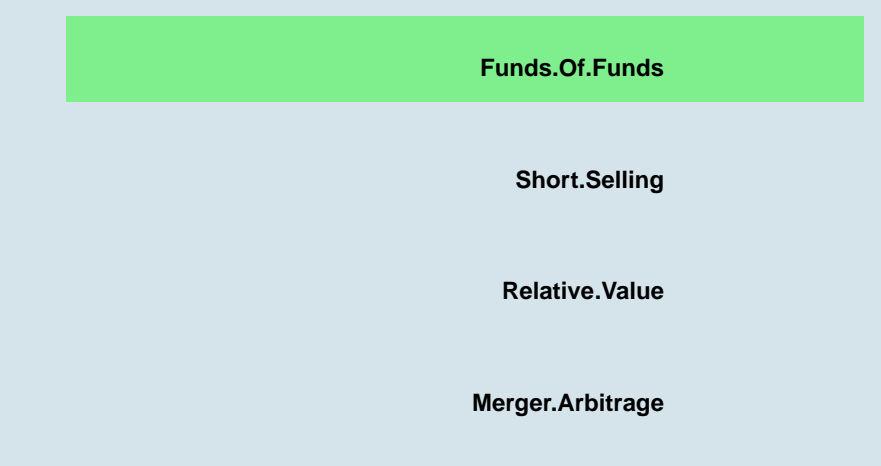 Funds.Of.Funds
Short.Selling
Relative.Value
Merger.Arbitrage